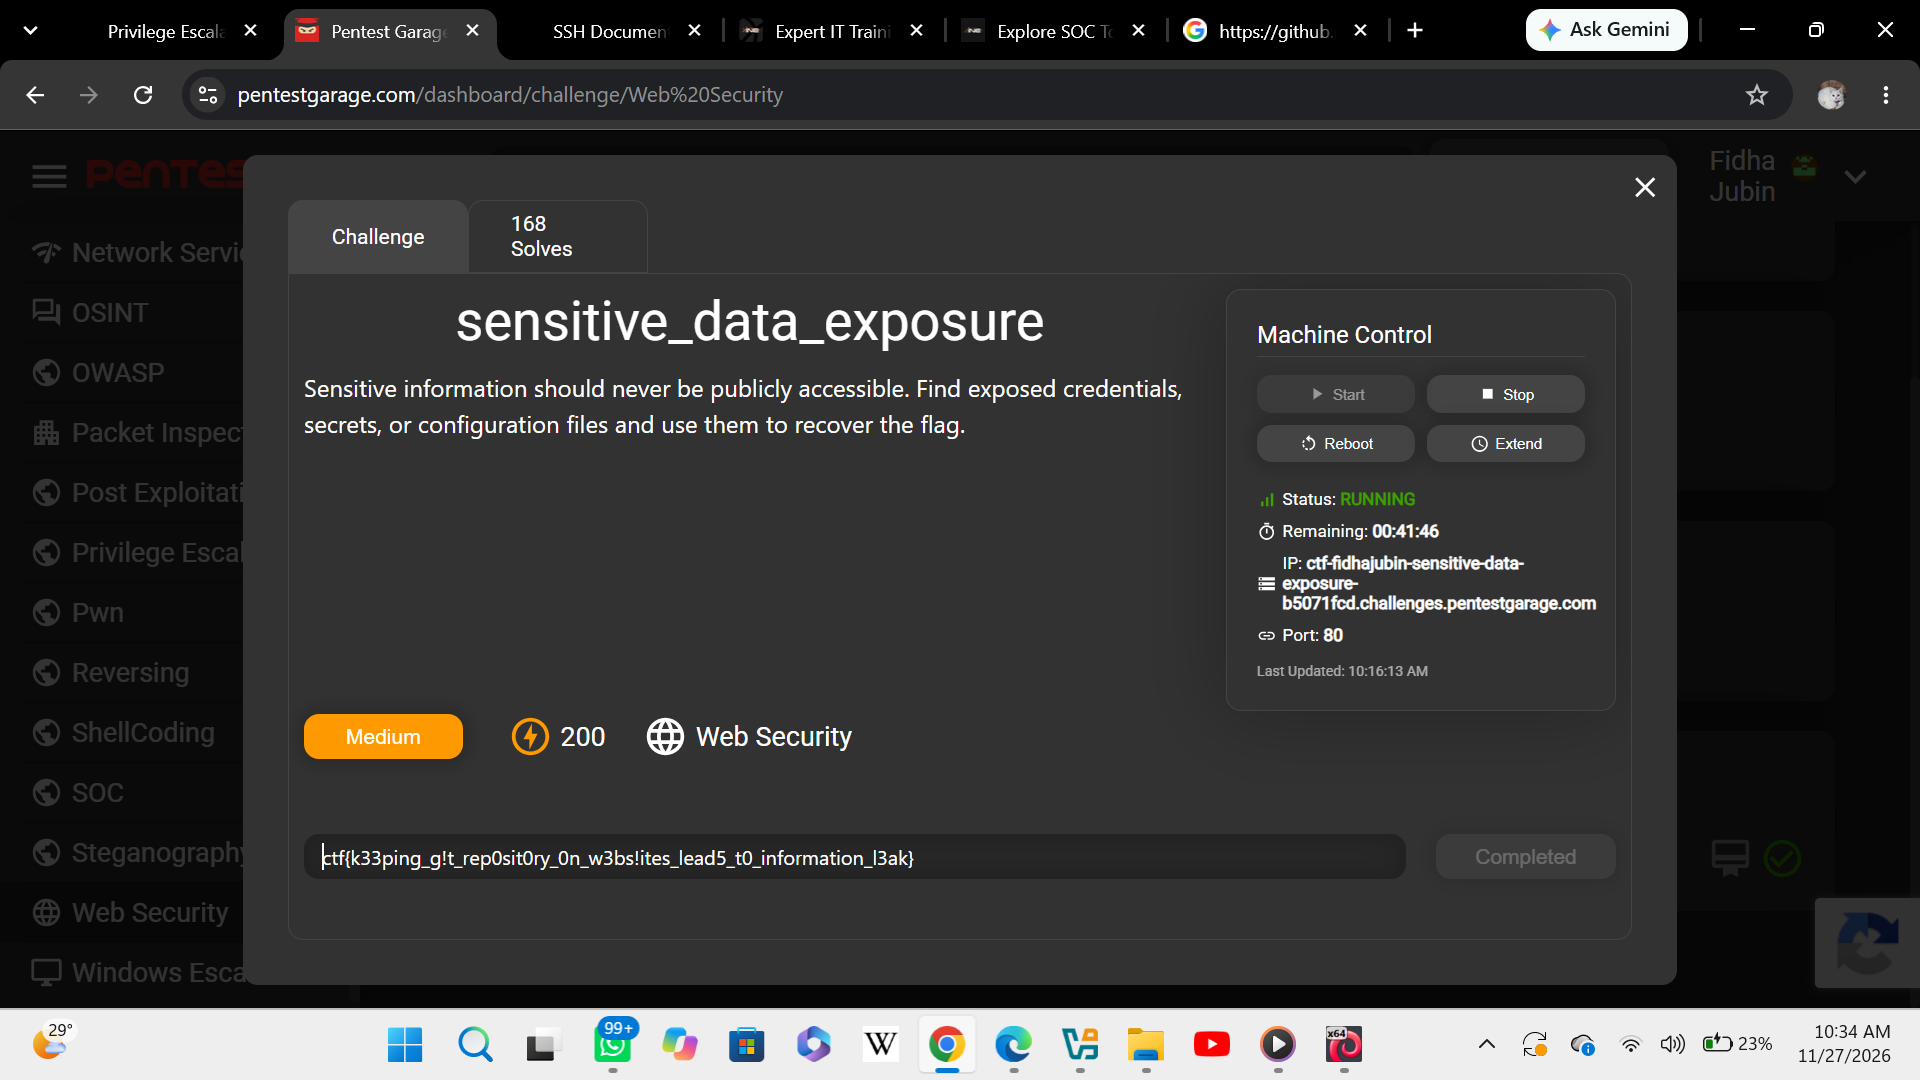 Privilege Escala
Pentest Garage
SSH Documen
Expert IT Traini
Explore SOC To
https://github.
Ask Gemini
pentestgarage.com/dashboard/challenge/Web%20Security
PENTES
Fidha
Jubin
Network Servi
OSINT
OWASP
Packet Inspect
Post Exploitati
Privilege Escal
Pwn
Reversing
ShellCoding
SOC
Steganography
Web Security
Windows Esca
Challenge
168
Solves
sensitive_data_exposure
Sensitive information should never be publicly accessible. Find exposed credentials,
secrets, or configuration files and use them to recover the flag.
Machine Control
Start
Stop
Reboot
Extend
Status: RUNNING
Remaining: 00:41:46
IP: ctf-fidhajubin-sensitive-data-
exposure-
b5071fcd.challenges.pentestgarage.com
Port: 80
Last Updated: 10:16:13 AM
Medium
200
Web Security
ctf{k33ping_g!t_rep0sit0ry_0n_w3bs!ites_lead5_t0_information_l3ak}
Completed
29°
99+
W
x64
23%
10:34 AM
11/27/2026